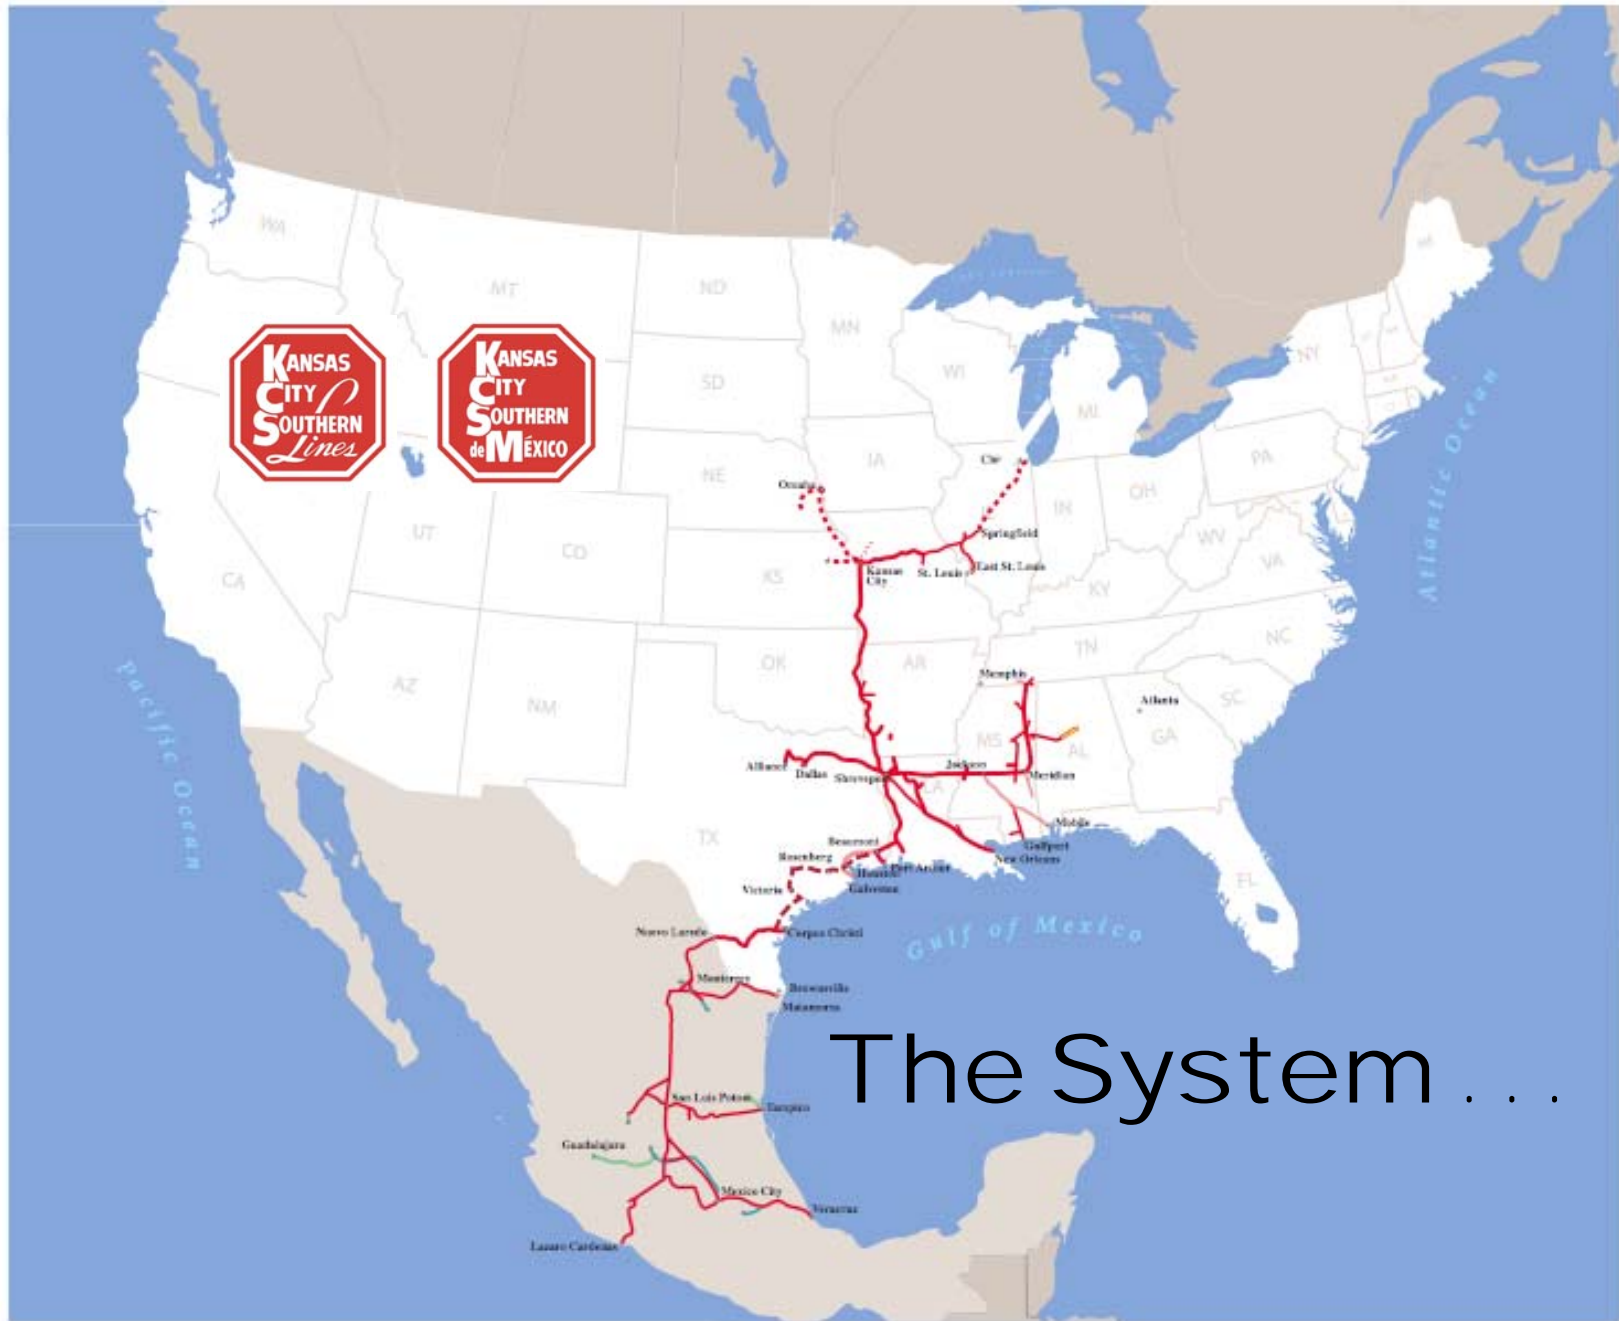 WA
MT
ND
MN
ME
NY
WI
SD
MI
KANSAS
CITY
SOUTHERN
Lines
KANSAS
CITY
SOUTHERN
de MÉXICO
IA
NE
PA
Omaha
OH
IN
Springfield
UT
CO
KS
WV
VA
Kansas
City
St. Louis
East St. Louis
CA
KY
NC
TN
OK
AR
AZ
NM
Memphis
Atlanta
SC
GA
MS
AL
Alliance
Dallas
Shreveport
Jackson
Meridian
LA
TX
Mobile
Beaumont
Gulfport
Rosenberg
New Orleans
Houston
Port Arthur
Victoria
Galveston
FL
Pacific Ocean
Atlantic Ocean
Gulf of Mexico
Nuevo Laredo
Corpus Christi
Monterrey
Brownsville
Matamoros
The System . . .
San Luis Potosi
Tampico
Guadalajara
Mexico City
Veracruz
Lazaro Cardenas